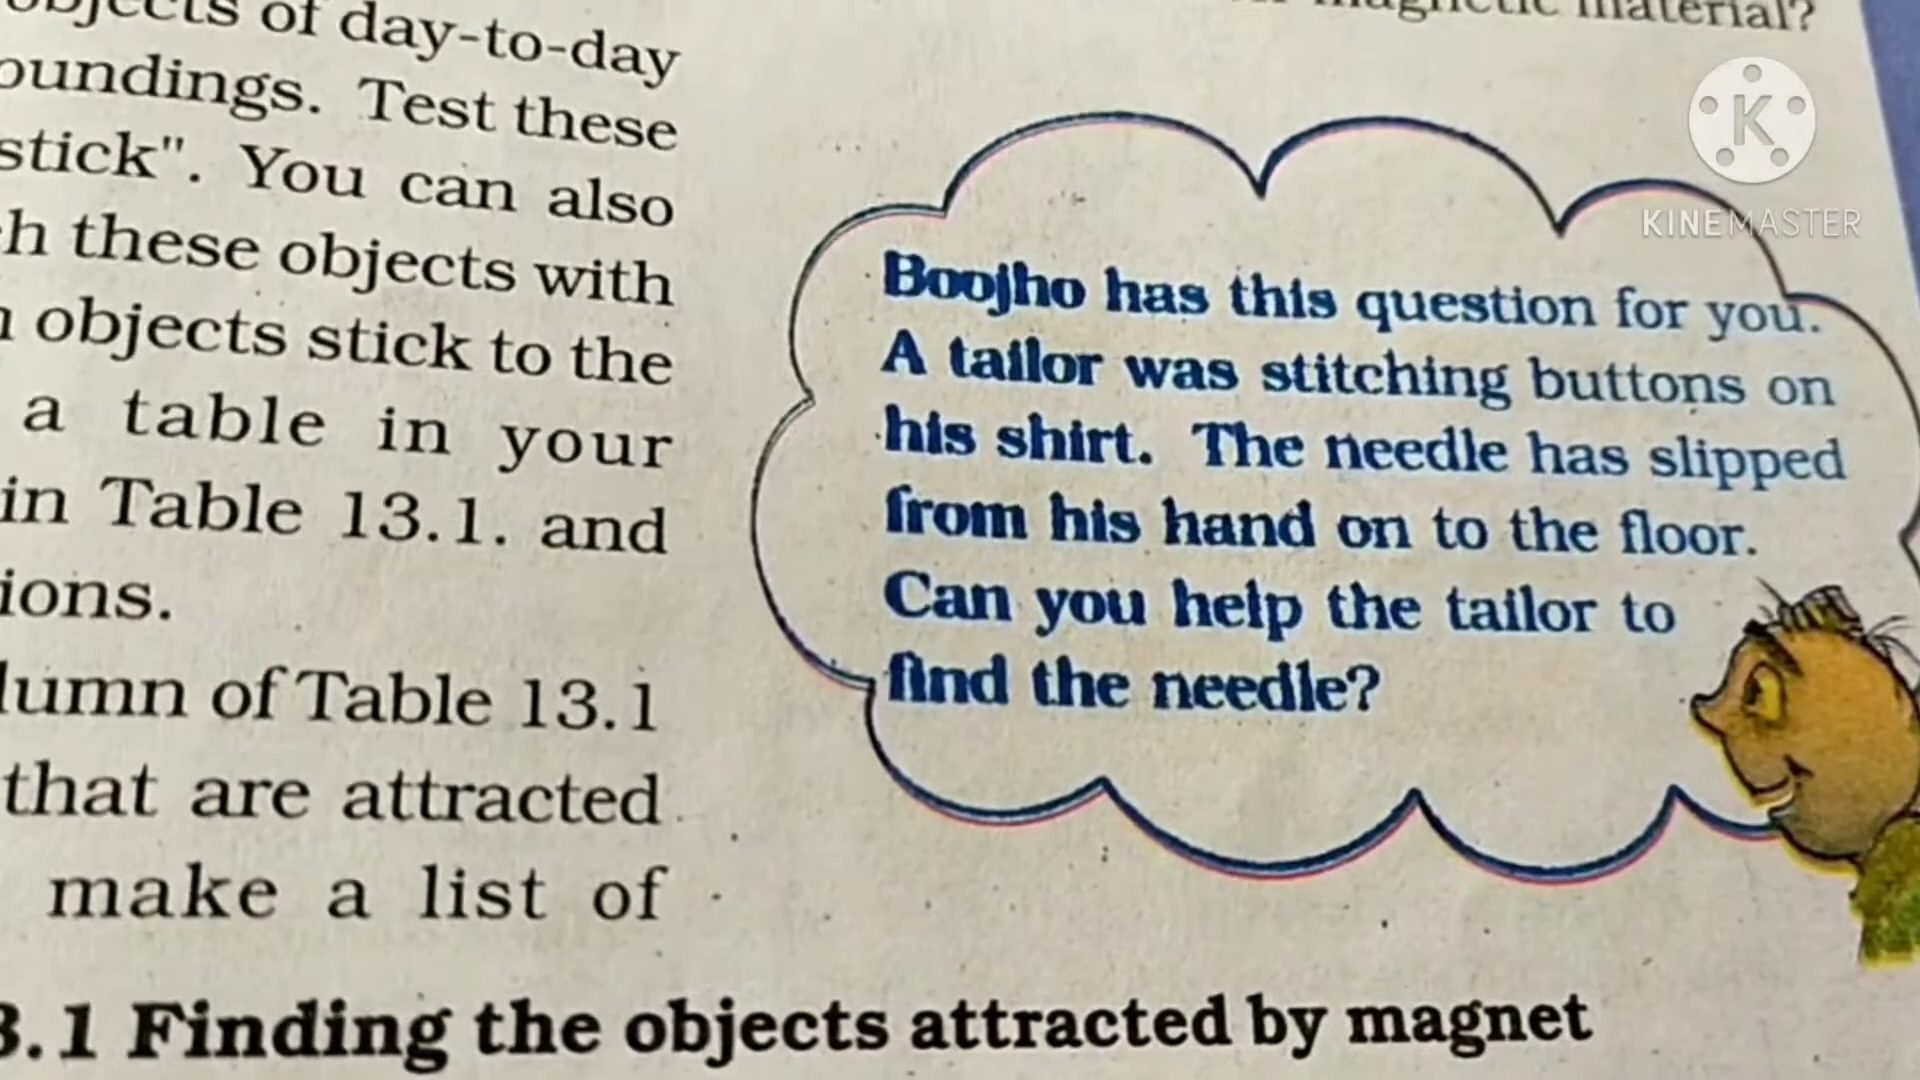 objects of day-to-day
oundings. Test these
stick". You can also
h these objects with
objects stick to the
a table in your
in Table 13.1. and
ions.
lumn of Table 13.1
that are attracted
make a list of
magnetic material?
K
KINEMASTER
Boojho has this question for you.
A tailor was stitching buttons on
his shirt. The needle has slipped
from his hand on to the floor.
Can you help the tailor to
find the needle?
3.1 Finding the objects attracted by magnet